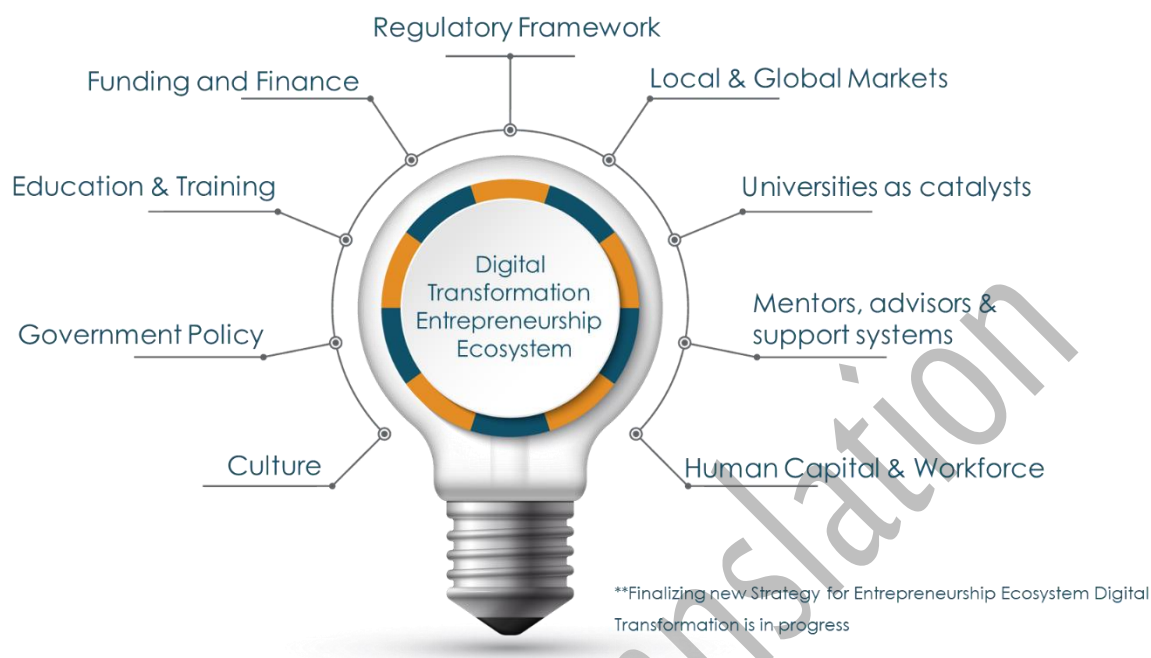 Regulatory Framework
Funding and Finance
Local & Global Markets
Education & Training
Universities as catalysts
Digital
Transformation
Entrepreneurship
Ecosystem
Government Policy
Mentors, advisors &
support systems
Culture
Human Capital & Workforce
**Finalizing new Strategy for Entrepreneurship Ecosystem Digital
Transformation is in progress